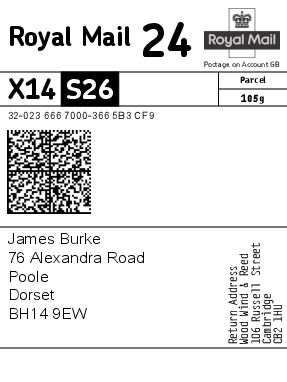 Royal Mail 24
Royal Mail
Postage on Account GB
X14 S26
Parcel
105g
32-023 666 7000-366 5B3 CF9
James Burke
76 Alexandra Road
Poole
Dorset
BH14 9EW
Return Address
Wood Wind & Reed
106 Russell Street
Cambridge
CB2 1HU